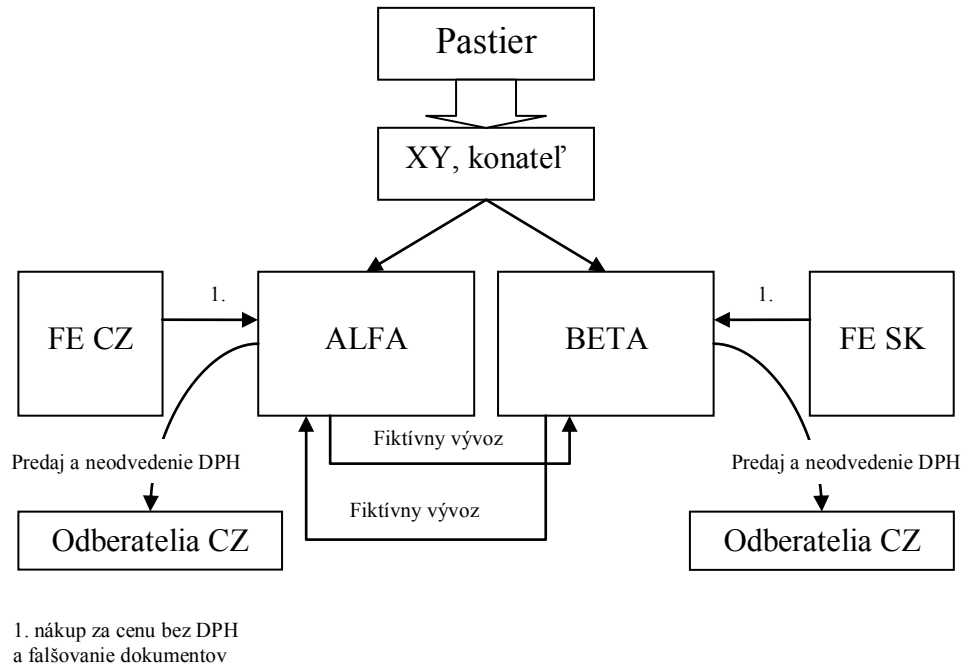 Pastier
XY, konateľ
FE CZ
1.
ALFA
BETA
1.
FE SK
Fiktívny vývoz
Predaj a neodvedenie DPH
Predaj a neodvedenie DPH
Fiktívny vývoz
Odberatelia CZ
Odberatelia CZ
1. nákup za cenu bez DPH
a falšovanie dokumentov